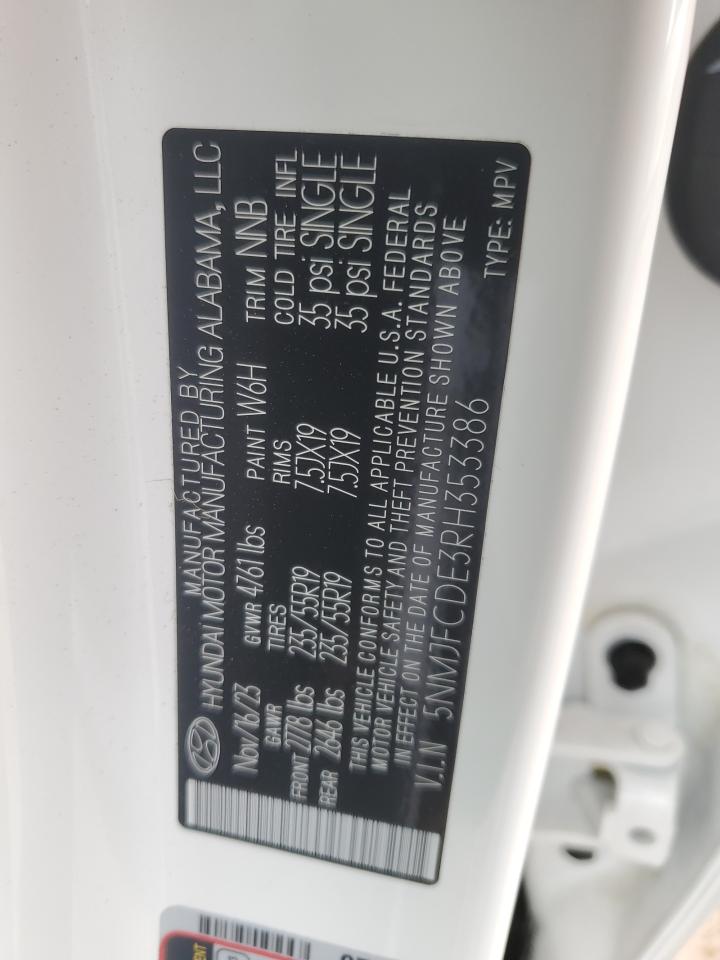 MANUFACTURED BY
HYUNDAI MOTOR MANUFACTURING ALABAMA, LLC
Nov/16/23 GVWR 4761 lbs PAINT W6H TRIM NNB
GAWR TIRES RIMS COLD TIRE. INFL
FRONT 2778 lbs 235/55R19 7.5JX19 35 psi SINGLE
REAR 2646 lbs 235/55R19 7.5JX19 35 psi SINGLE
THIS VEHICLE CONFORMS TO ALL APPLICABLE U.S.A. FEDERAL
MOTOR VEHICLE SAFETY AND THEFT PREVENTION STANDARDS
IN EFFECT ON THE DATE OF MANUFACTURE SHOWN ABOVE
V.I.N 5NMJFCDE3RH353386 TYPE: MPV